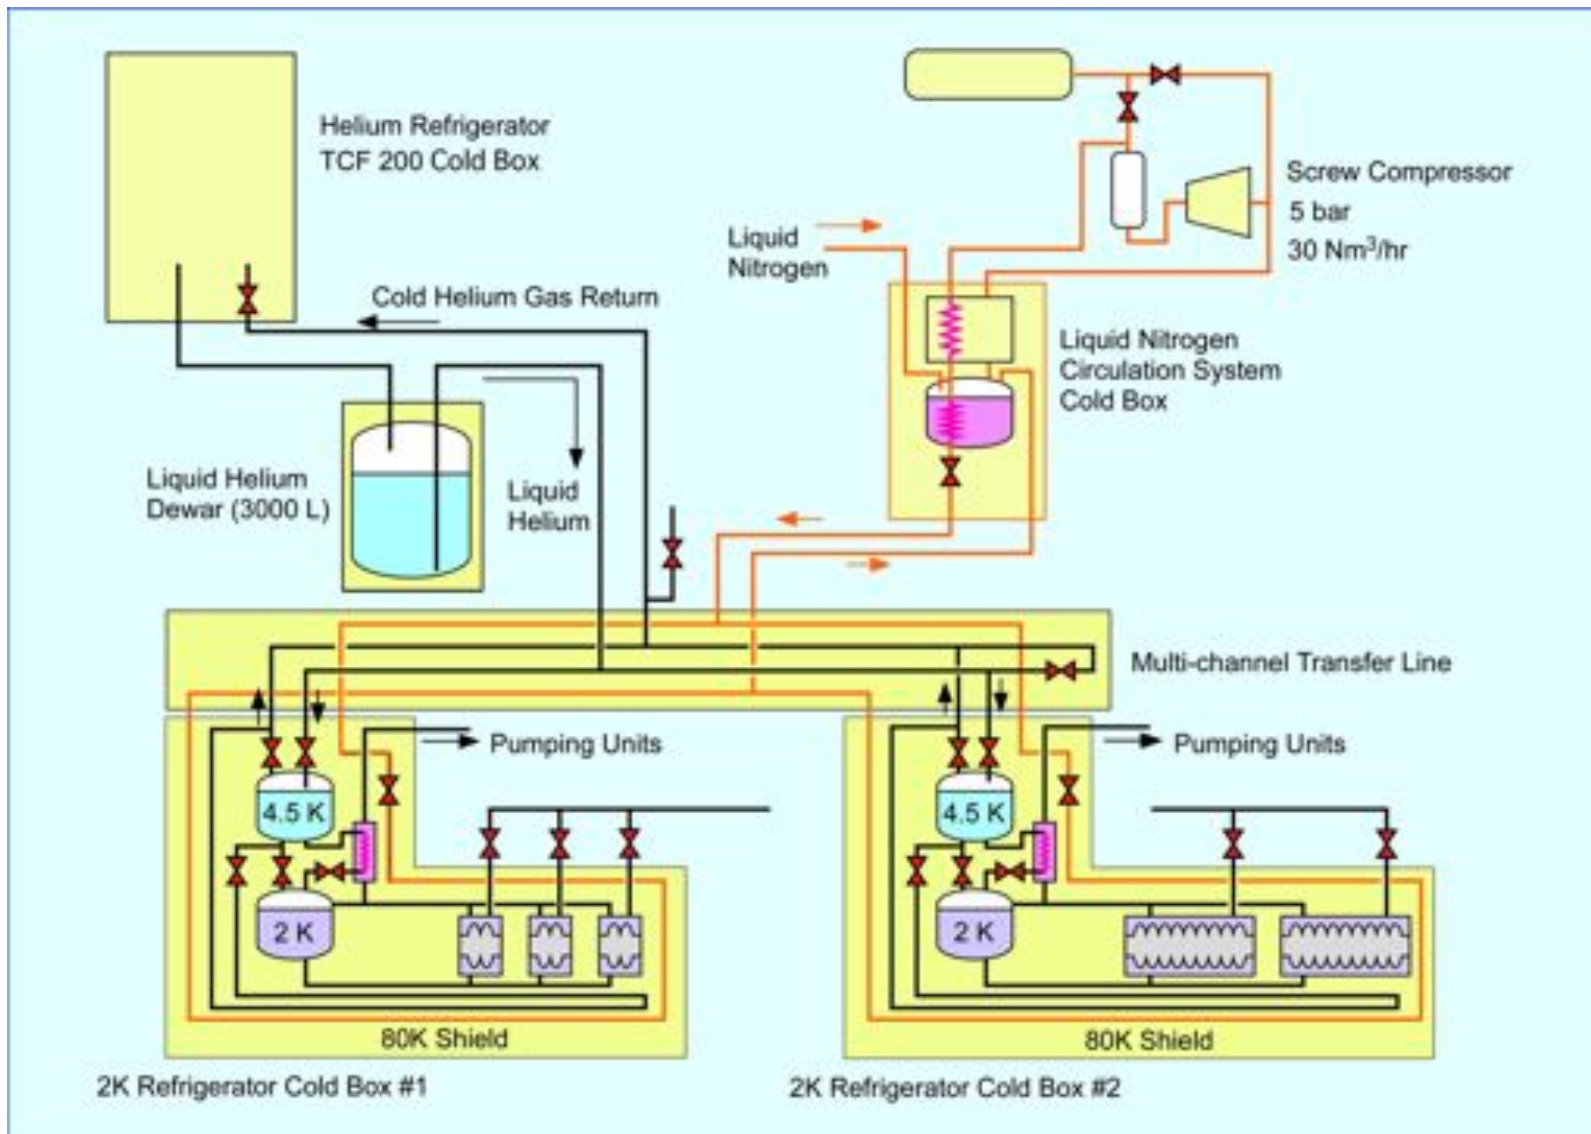 Helium Refrigerator
TCF 200 Cold Box
Screw Compressor
5 bar
30 Nm³/hr
Liquid
Nitrogen
Cold Helium Gas Return
Liquid Nitrogen
Circulation System
Cold Box
Liquid Helium
Dewar (3000 L)
Liquid
Helium
Multi-channel Transfer Line
Pumping Units
Pumping Units
4.5 K
4.5 K
2 K
2 K
80K Shield
80K Shield
2K Refrigerator Cold Box #1
2K Refrigerator Cold Box #2